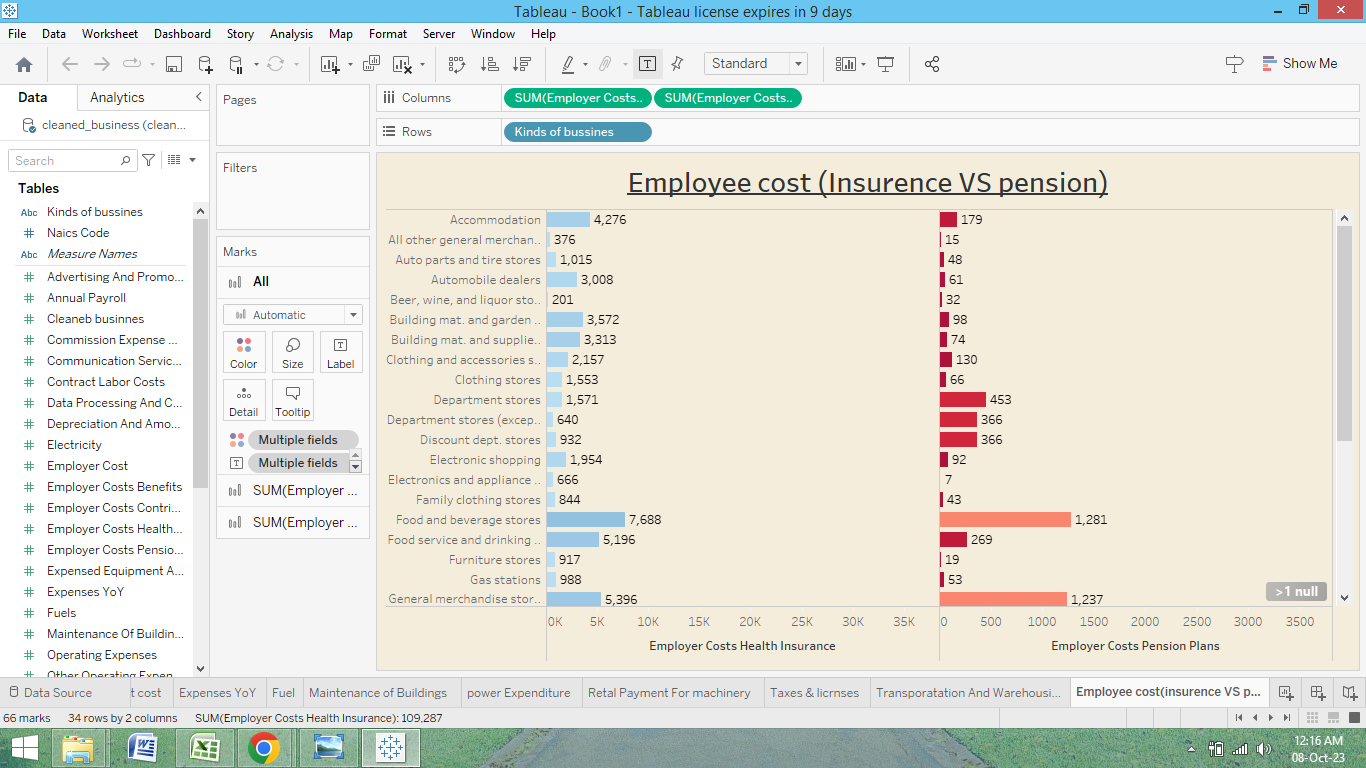 Tableau - Book1 - Tableau license expires in 9 days
File Data Worksheet Dashboard Story Analysis Map Format Server Window Help
Standard
Show Me
Data Analytics
cleaned_business (clean...
Search
Tables
Abc Kinds of bussines
# Naics Code
Abc Measure Names
# Advertising And Promo...
# Annual Payroll
# Cleaneb businnes
# Commission Expense ...
# Communication Servic...
# Contract Labor Costs
# Data Processing And C...
# Depreciation And Amo...
# Electricity
# Employer Cost
# Employer Costs Benefits
# Employer Costs Contri...
# Employer Costs Health...
# Employer Costs Pensio...
# Expensed Equipment A...
# Expenses YoY
# Fuels
# Maintenance Of Buildin...
# Operating Expenses
# Other Operating Expen...
Pages
Filters
Marks
All
Automatic
Color Size Label
Detail Tooltip
Multiple fields
Multiple fields
SUM(Employer ...
SUM(Employer ...
Columns SUM(Employer Costs.. SUM(Employer Costs..
Rows Kinds of bussines
Employee cost (Insurence VS pension)
Accommodation 4,276 179
All other general merchan.. 376 15
Auto parts and tire stores 1,015 48
Automobile dealers 3,008 61
Beer, wine, and liquor sto.. 201 32
Building mat. and garden .. 3,572 98
Building mat. and supplie.. 3,313 74
Clothing and accessories s.. 2,157 130
Clothing stores 1,553 66
Department stores 1,571 453
Department stores (excep.. 640 366
Discount dept. stores 932 366
Electronic shopping 1,954 92
Electronics and appliance .. 666 7
Family clothing stores 844 43
Food and beverage stores 7,688 1,281
Food service and drinking .. 5,196 269
Furniture stores 917 19
Gas stations 988 53
General merchandise stor.. 5,396 1,237
>1 null
0K 5K 10K 15K 20K 25K 30K 35K 0 500 1000 1500 2000 2500 3000 3500
Employer Costs Health Insurance Employer Costs Pension Plans
Data Source t cost Expenses YoY Fuel Maintenance of Buildings power Expenditure Retal Payment For machinery Taxes & licrnses Transporatation And Warehousi... Employee cost(insurence VS p...
66 marks 34 rows by 2 columns SUM(Employer Costs Health Insurance): 109,287
12:16 AM
08-Oct-23